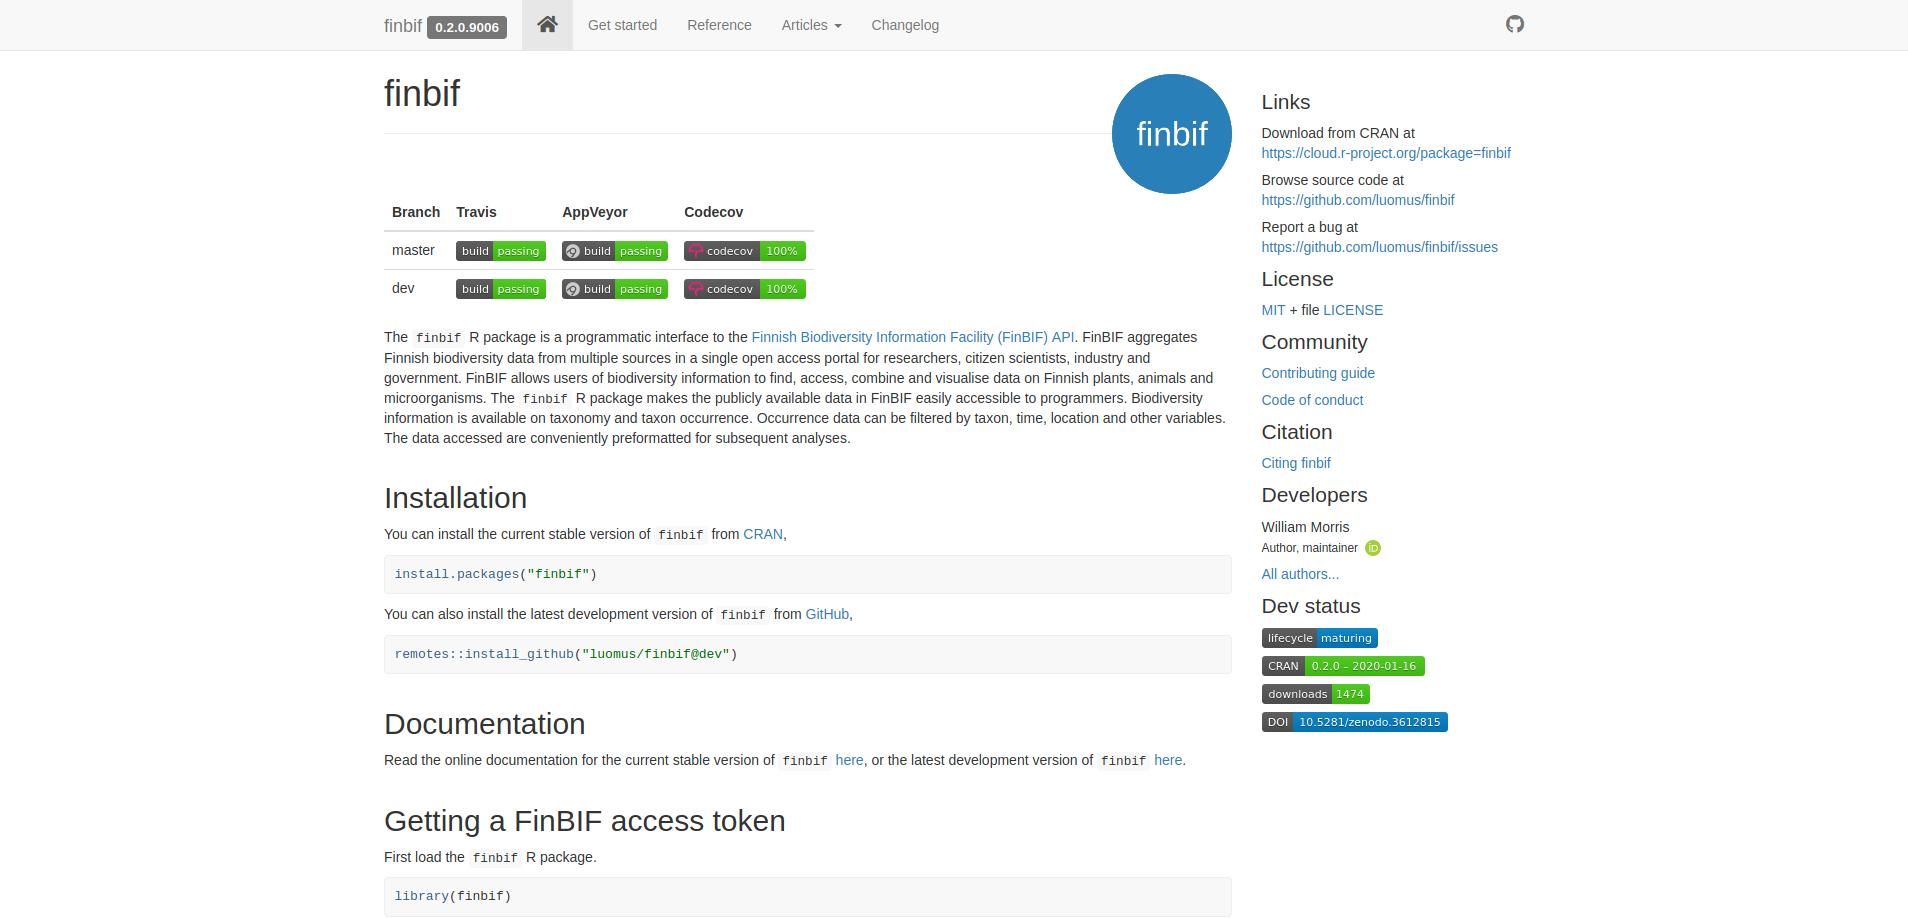 finbif 0.2.0.9006 Get started Reference Articles Changelog
finbif
finbif
Branch Travis AppVeyor Codecov
master build passing build passing codecov 100%
dev build passing build passing codecov 100%
The finbif R package is a programmatic interface to the Finnish Biodiversity Information Facility (FinBIF) API. FinBIF aggregates
Finnish biodiversity data from multiple sources in a single open access portal for researchers, citizen scientists, industry and
government. FinBIF allows users of biodiversity information to find, access, combine and visualise data on Finnish plants, animals and
microorganisms. The finbif R package makes the publicly available data in FinBIF easily accessible to programmers. Biodiversity
information is available on taxonomy and taxon occurrence. Occurrence data can be filtered by taxon, time, location and other variables.
The data accessed are conveniently preformatted for subsequent analyses.
Installation
You can install the current stable version of finbif from CRAN,
install.packages("finbif")
You can also install the latest development version of finbif from GitHub,
remotes::install_github("luomus/finbif@dev")
Documentation
Read the online documentation for the current stable version of finbif here, or the latest development version of finbif here.
Getting a FinBIF access token
First load the finbif R package.
library(finbif)
Links
Download from CRAN at
https://cloud.r-project.org/package=finbif
Browse source code at
https://github.com/luomus/finbif
Report a bug at
https://github.com/luomus/finbif/issues
License
MIT + file LICENSE
Community
Contributing guide
Code of conduct
Citation
Citing finbif
Developers
William Morris
Author, maintainer iD
All authors...
Dev status
lifecycle maturing
CRAN 0.2.0 – 2020-01-16
downloads 1474
DOI 10.5281/zenodo.3612815